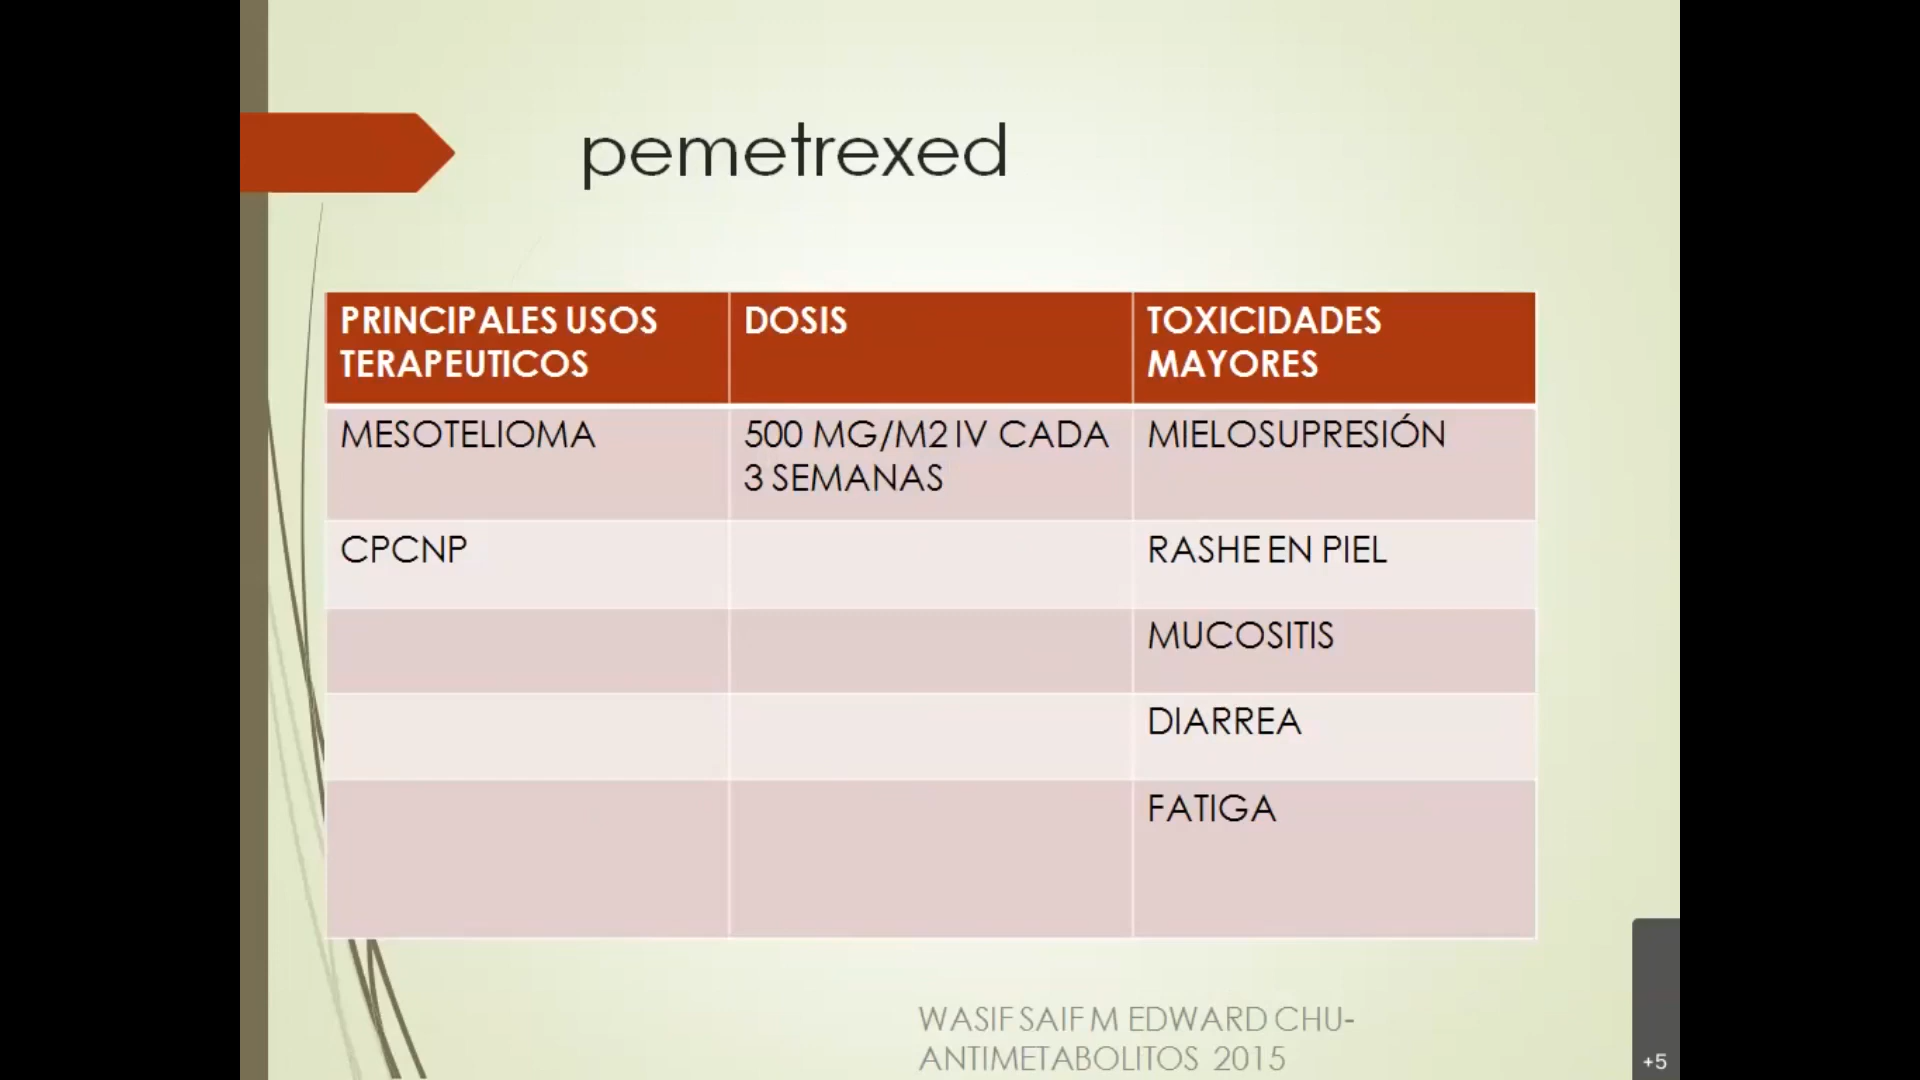 pemetrexed
PRINCIPALES USOS
TERAPEUTICOS
DOSIS
TOXICIDADES
MAYORES
MESOTELIOMA
500 MG/M2 IV CADA
3 SEMANAS
MIELOSUPRESIÓN
CPCNP
RASHE EN PIEL
MUCOSITIS
DIARREA
FATIGA
WASIF SAIF M EDWARD CHU-
ANTIMETABOLITOS 2015
+5